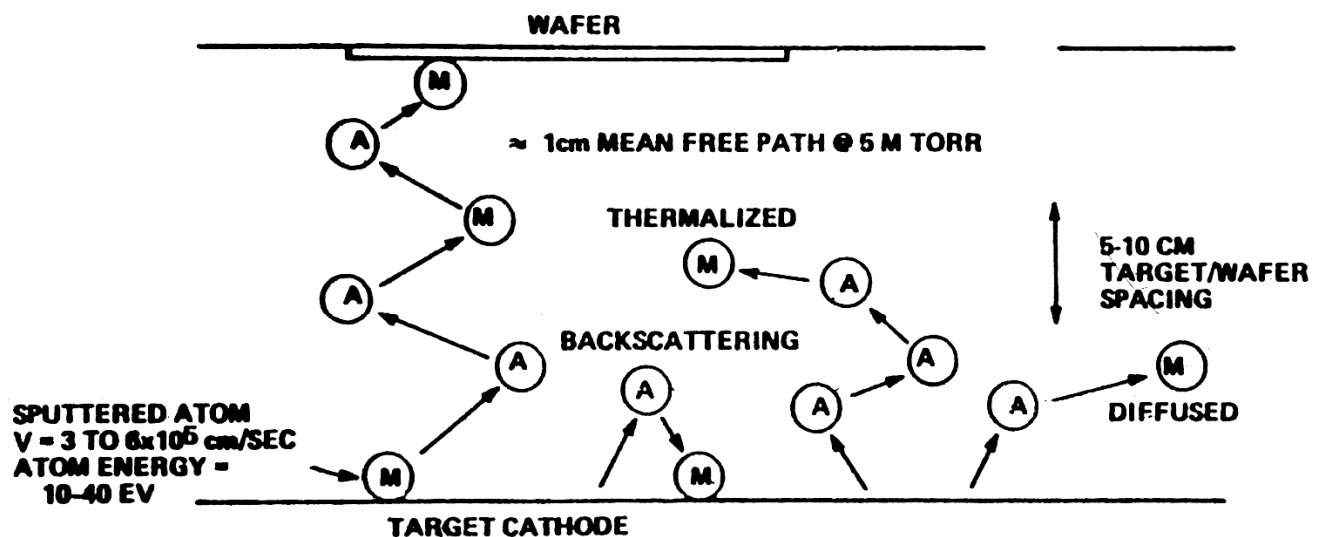 WAFER
M
A
≈ 1cm MEAN FREE PATH @ 5 M TORR
M
THERMALIZED
M
A
A
5-10 CM
TARGET/WAFER
SPACING
BACKSCATTERING
A
A
A
A
A
M
DIFFUSED
SPUTTERED ATOM
V = 3 TO 6x10⁵ cm/SEC
ATOM ENERGY =
10-40 EV
M
M
TARGET CATHODE